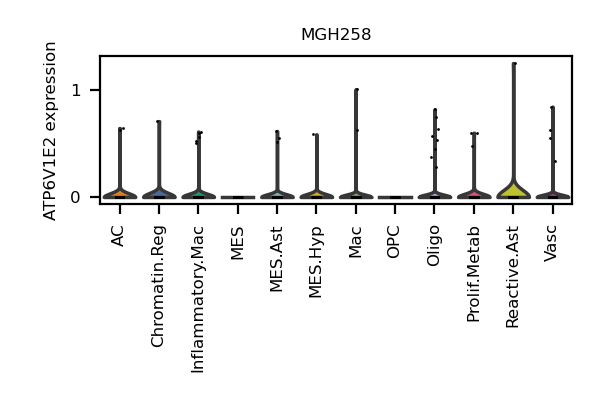 MGH258
ATP6V1E2 expression
1
0
AC
Chromatin.Reg
Inflammatory.Mac
MES
MES.Ast
MES.Hyp
Mac
OPC
Oligo
Prolif.Metab
Reactive.Ast
Vasc